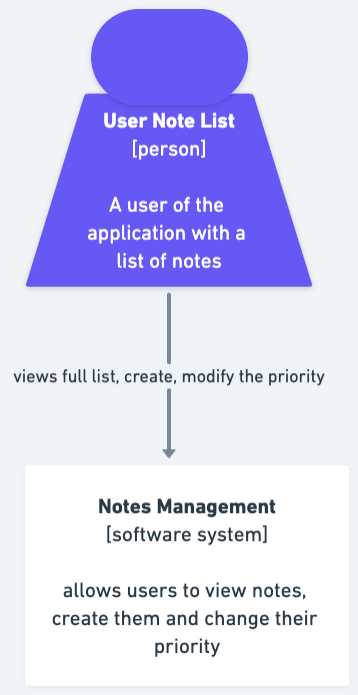 User Note List
[person]
A user of the
application with a
list of notes
views full list, create, modify the priority
Notes Management
[software system]
allows users to view notes,
create them and change their
priority